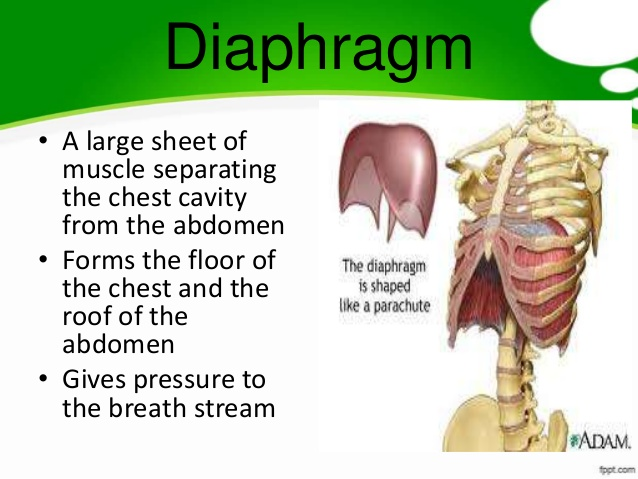 Diaphragm
• A large sheet of
muscle separating
the chest cavity
from the abdomen
• Forms the floor of
the chest and the
roof of the
abdomen
• Gives pressure to
the breath stream
The diaphragm
is shaped
like a parachute
ADAM.
fppt.com